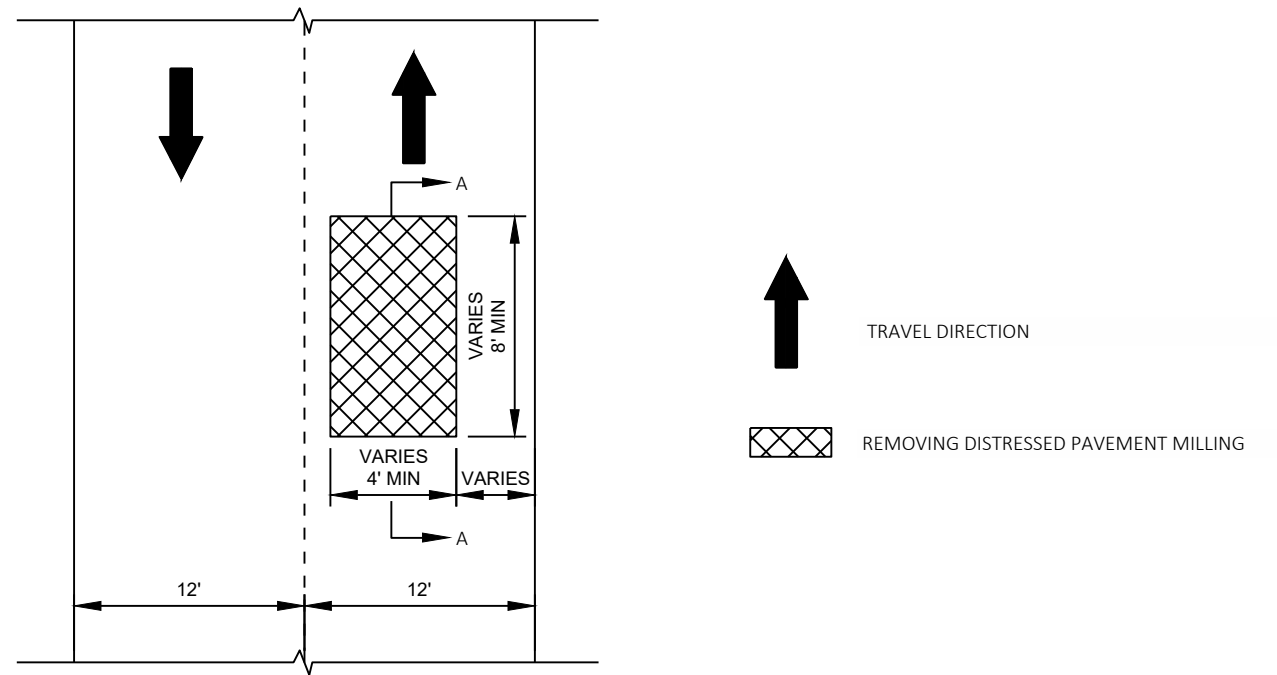 A
VARIES
8' MIN
VARIES
4' MIN
VARIES
A
12'
12'
TRAVEL DIRECTION
REMOVING DISTRESSED PAVEMENT MILLING